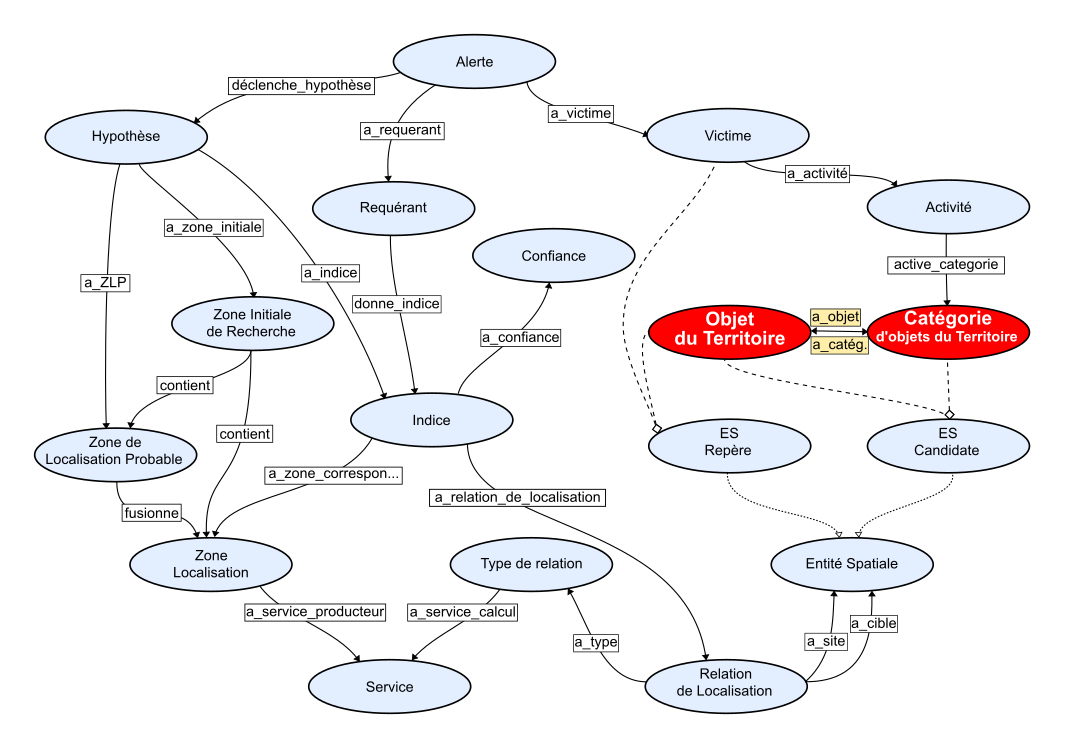 Alerte
déclenche_hypothèse
a_victime
a_requerant
Hypothèse
Victime
a_activité
Requérant
Activité
a_zone_initiale
Confiance
active_categorie
a_indice
a_ZLP
donne_indice
Zone Initiale
de Recherche
a_confiance
Objet
du Territoire
a_objet
a_catég.
Catégorie
d'objets du Territoire
contient
Indice
contient
Zone de
Localisation Probable
ES
Repère
ES
Candidate
a_zone_correspon...
a_relation_de_localisation
fusionne
Zone
Localisation
Type de relation
Entité Spatiale
a_service_producteur
a_service_calcul
a_type
a_site
a_cible
Service
Relation
de Localisation